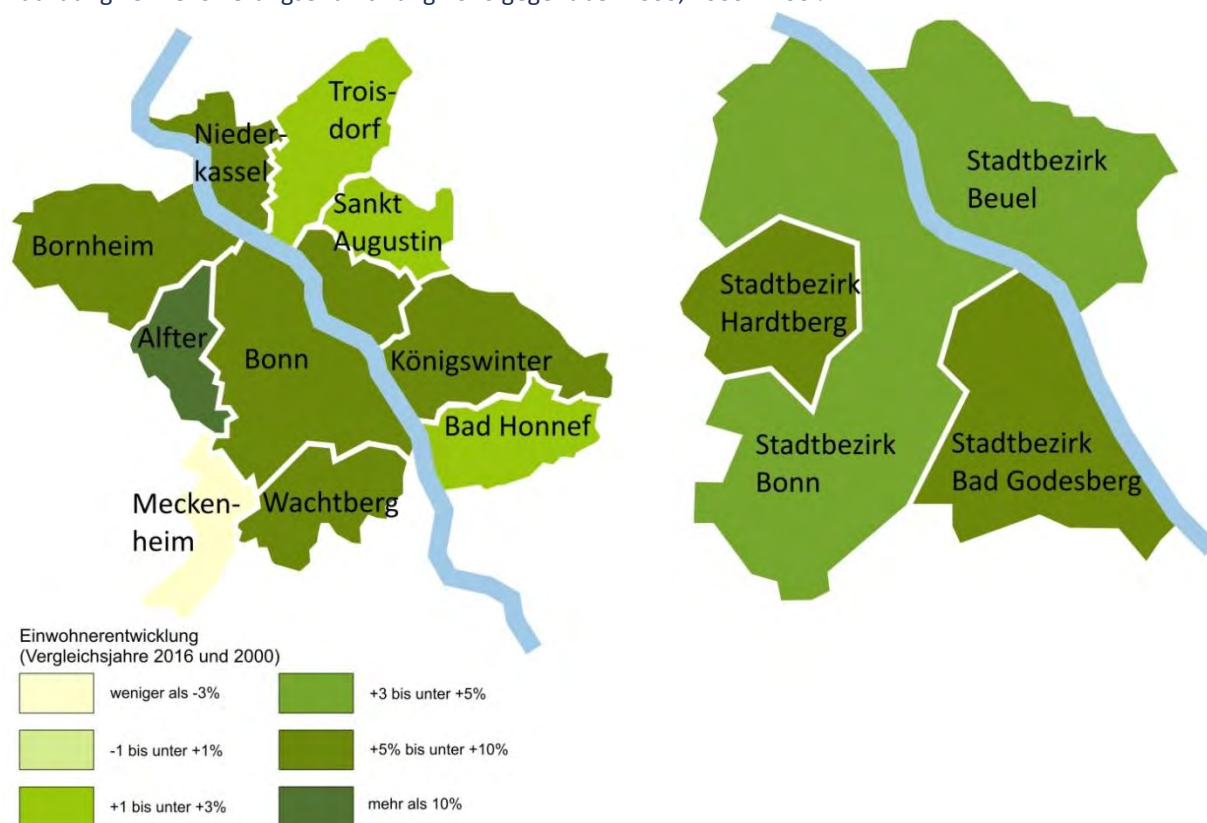 Trois-
dorf
Nieder-
kassel
Sankt
Augustin
Bornheim
Alfter
Bonn
Königswinter
Bad Honnef
Wachtberg
Mecken-
heim
Stadtbezirk
Beuel
Stadtbezirk
Hardtberg
Stadtbezirk
Bonn
Stadtbezirk
Bad Godesberg
Einwohnerentwicklung
(Vergleichsjahre 2016 und 2000)
weniger als -3%
-1 bis unter +1%
+1 bis unter +3%
+3 bis unter +5%
+5% bis unter +10%
mehr als 10%